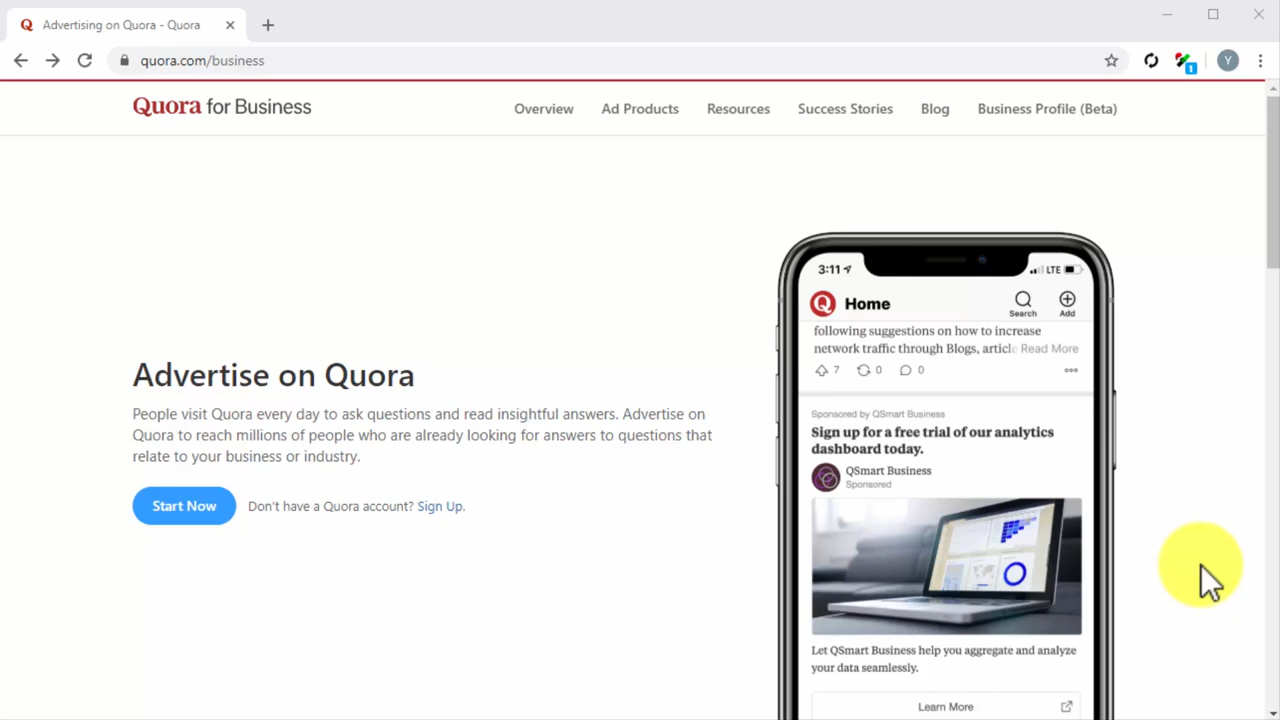 Advertising on Quora - Quora
quora.com/business
1
Y
Quora for Business
Overview
Ad Products
Resources
Success Stories
Blog
Business Profile (Beta)
Advertise on Quora
People visit Quora every day to ask questions and read insightful answers. Advertise on
Quora to reach millions of people who are already looking for answers to questions that
relate to your business or industry.
Start Now
Don't have a Quora account? Sign Up.
3:11
LTE
Q Home
Search
Add
following suggestions on how to increase
network traffic through Blogs, articl Read More
7
0
0
Sponsored by QSmart Business
Sign up for a free trial of our analytics
dashboard today.
QSmart Business
Sponsored
Let QSmart Business help you aggregate and analyze
your data seamlessly.
Learn More